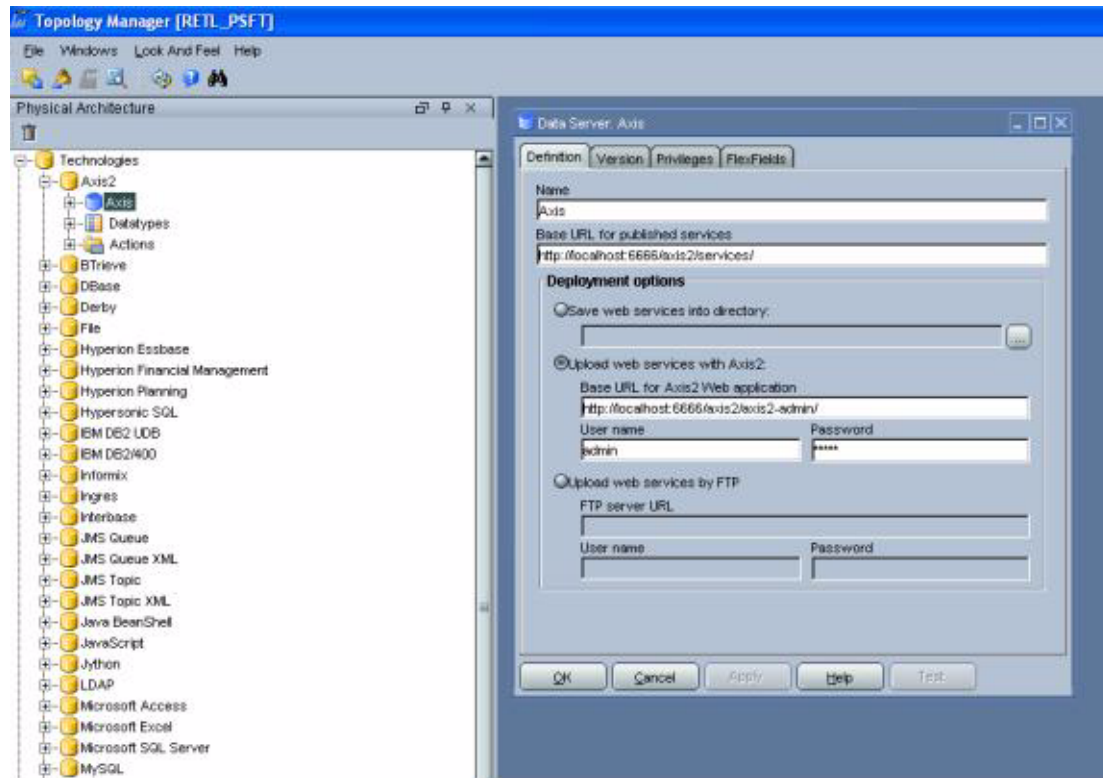 Topology Manager [RETL_PSFT]
File Windows Look And Feel Help
Physical Architecture
Technologies
Axis2
Axis
Datatypes
Actions
BTrieve
DBase
Derby
File
Hyperion Essbase
Hyperion Financial Management
Hyperion Planning
Hypersonic SQL
IBM DB2 UDB
IBM DB2/400
Informix
Ingres
Interbase
JMS Queue
JMS Queue XML
JMS Topic
JMS Topic XML
Java BeanShell
JavaScript
Jython
LDAP
Microsoft Access
Microsoft Excel
Microsoft SQL Server
MySQL
Data Server: Axis
Definition Version Privileges FlexFields
Name
Axis
Base URL for published services
http://localhost:6666/axis2/services/
Deployment options
Save web services into directory:
...
Upload web services with Axis2:
Base URL for Axis2 Web application
http://localhost:6666/axis2/axis2-admin/
User name Password
admin *****
Upload web services by FTP
FTP server URL
User name Password
OK Cancel Apply Help Test